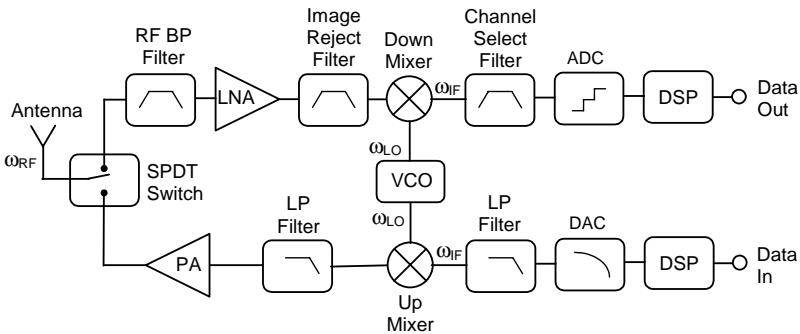 Image
Reject
Filter
Channel
Select
Filter
RF BP
Filter
Down
Mixer
ADC
Antenna
LNA
ωIF
DSP
Data
Out
ωRF
SPDT
Switch
ωLO
VCO
LP
Filter
ωLO
LP
Filter
DAC
PA
ωIF
DSP
Data
In
Up
Mixer